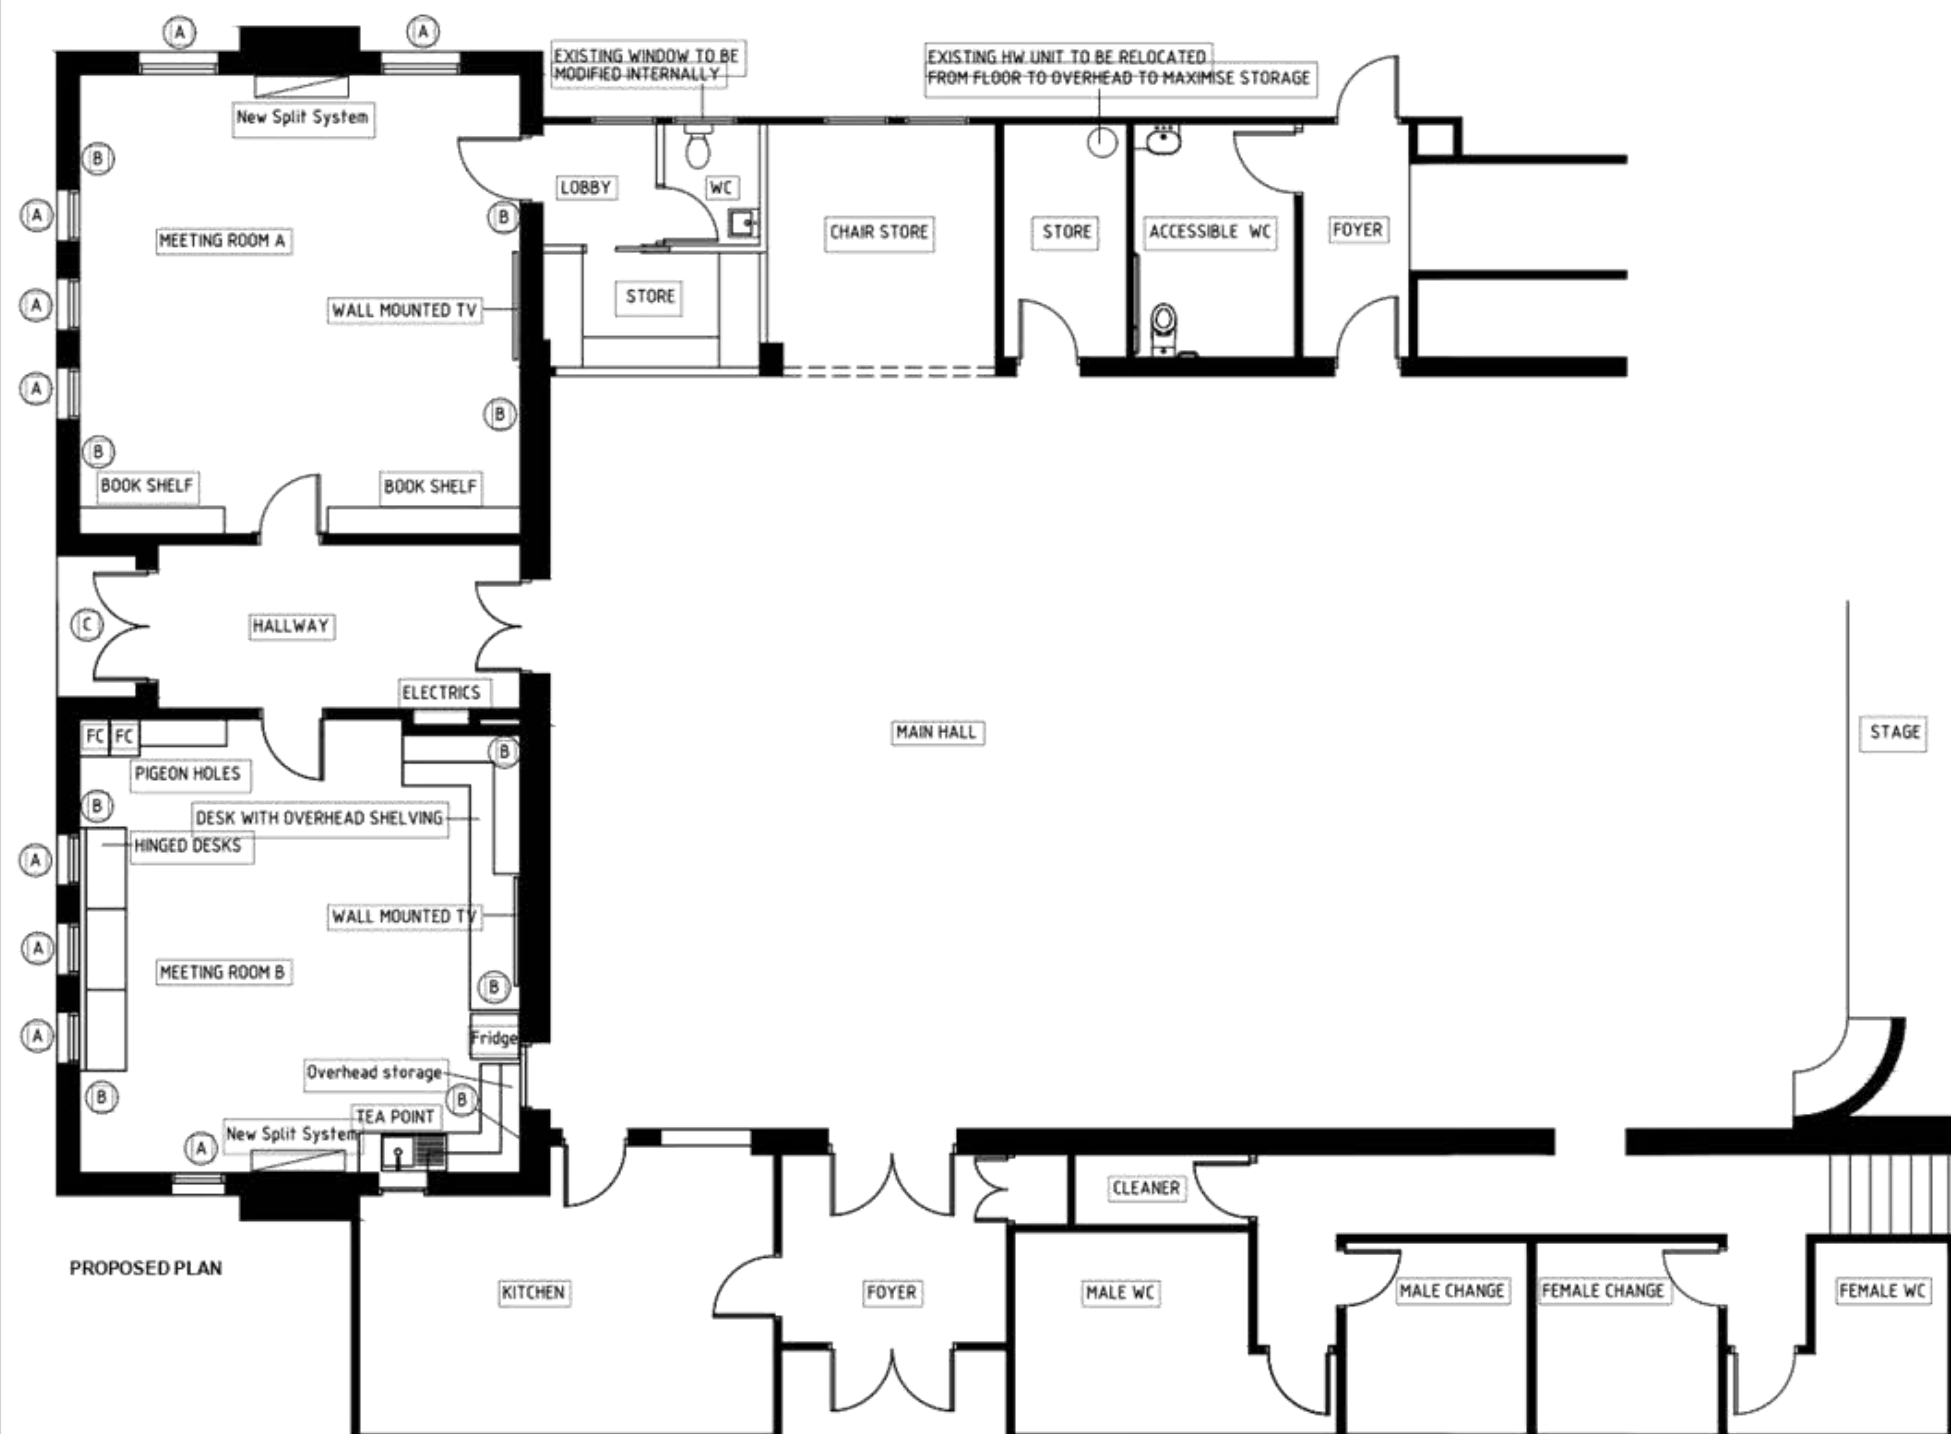 A
A
EXISTING WINDOW TO BE
MODIFIED INTERNALLY
EXISTING HW UNIT TO BE RELOCATED
FROM FLOOR TO OVERHEAD TO MAXIMISE STORAGE
New Split System
B
LOBBY
WC
A
B
MEETING ROOM A
CHAIR STORE
STORE
ACCESSIBLE WC
FOYER
STORE
A
WALL MOUNTED TV
A
B
B
BOOK SHELF
BOOK SHELF
C
HALLWAY
ELECTRICS
FC
FC
B
MAIN HALL
STAGE
PIGEON HOLES
B
DESK WITH OVERHEAD SHELVING
HINGED DESKS
A
WALL MOUNTED TV
A
MEETING ROOM B
B
A
Fridge
Overhead storage
B
B
TEA POINT
New Split System
A
CLEANER
PROPOSED PLAN
KITCHEN
FOYER
MALE WC
MALE CHANGE
FEMALE CHANGE
FEMALE WC